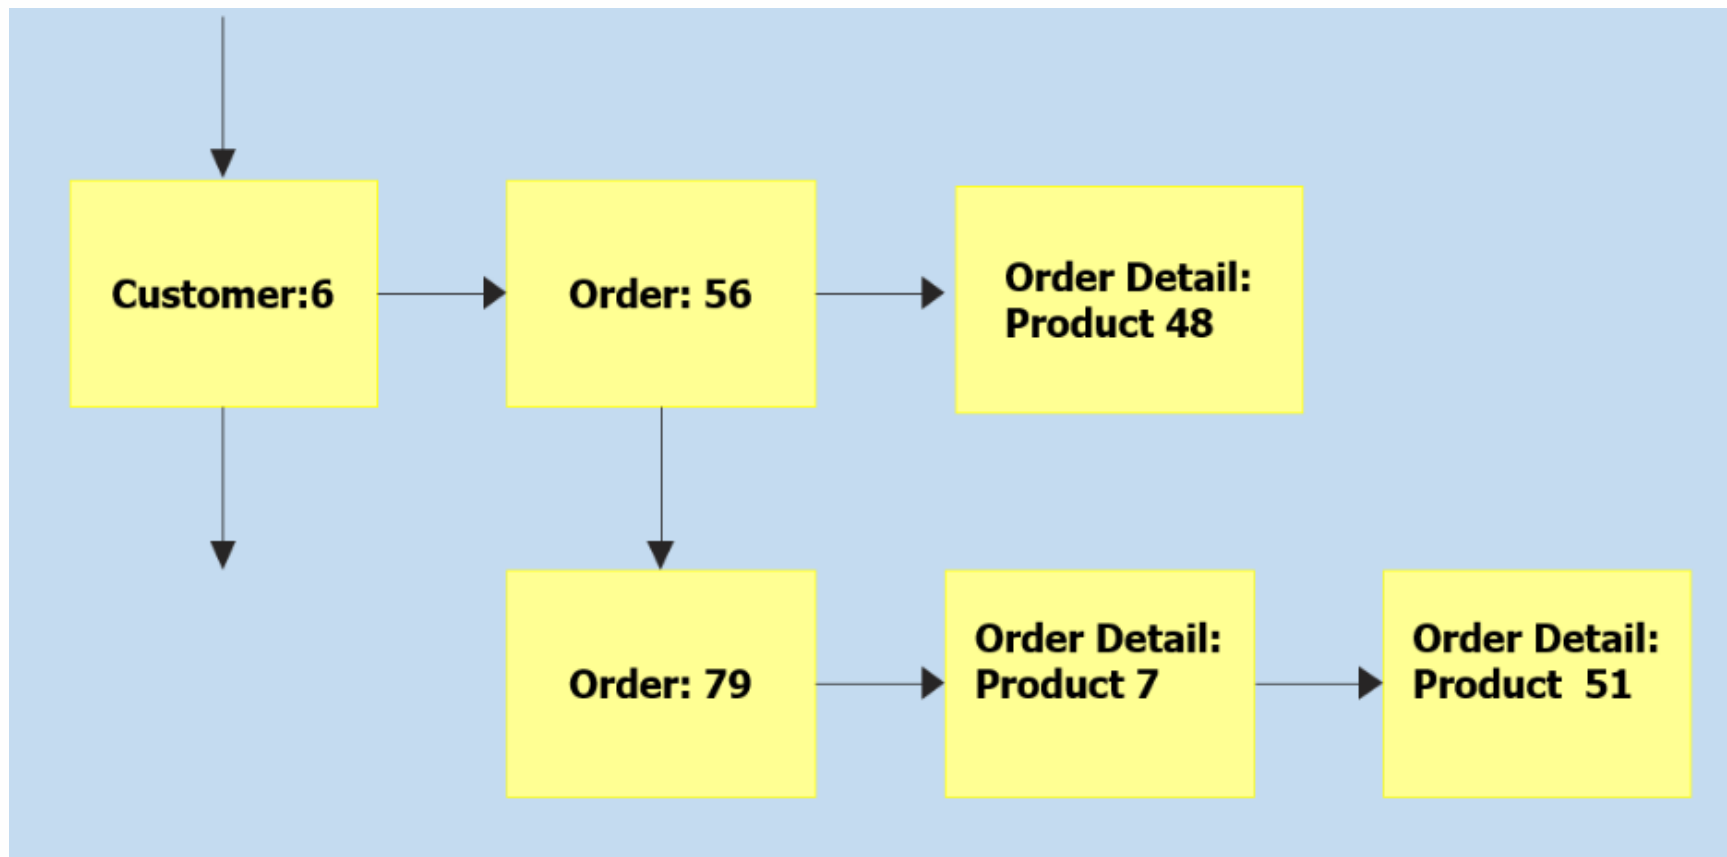 Customer:6
Order: 56
Order Detail:
Product 48
Order: 79
Order Detail:
Product 7
Order Detail:
Product  51